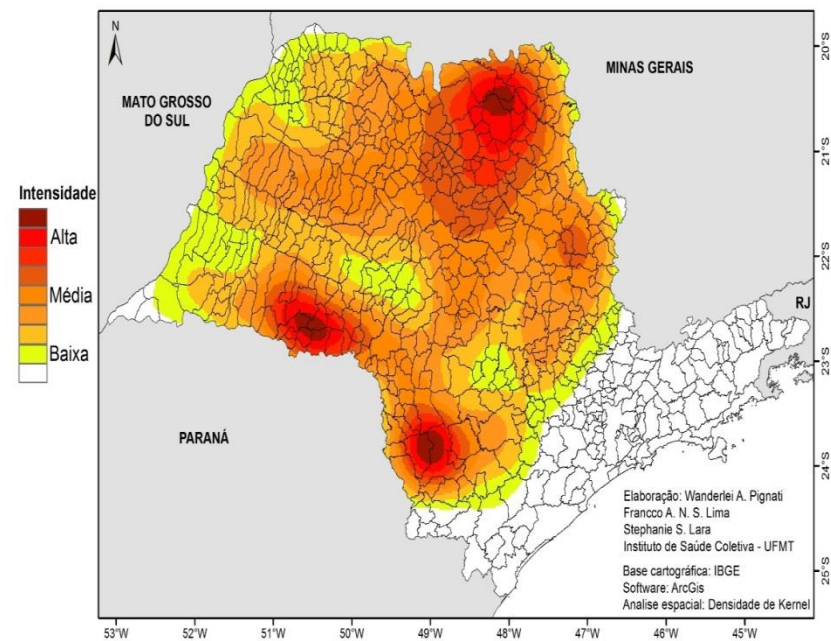 N
MINAS GERAIS
MATO GROSSO
DO SUL
Intensidade
Alta
Média
Baixa
RJ
PARANÁ
Elaboração: Wanderlei A. Pignati
Francco A. N. S. Lima
Stephanie S. Lara
Instituto de Saúde Coletiva - UFMT
Base cartográfica: IBGE
Software: ArcGis
Analise espacial: Densidade de Kernel
20°S
21°S
22°S
23°S
24°S
25°S
53°W
52°W
51°W
50°W
49°W
48°W
47°W
46°W
45°W